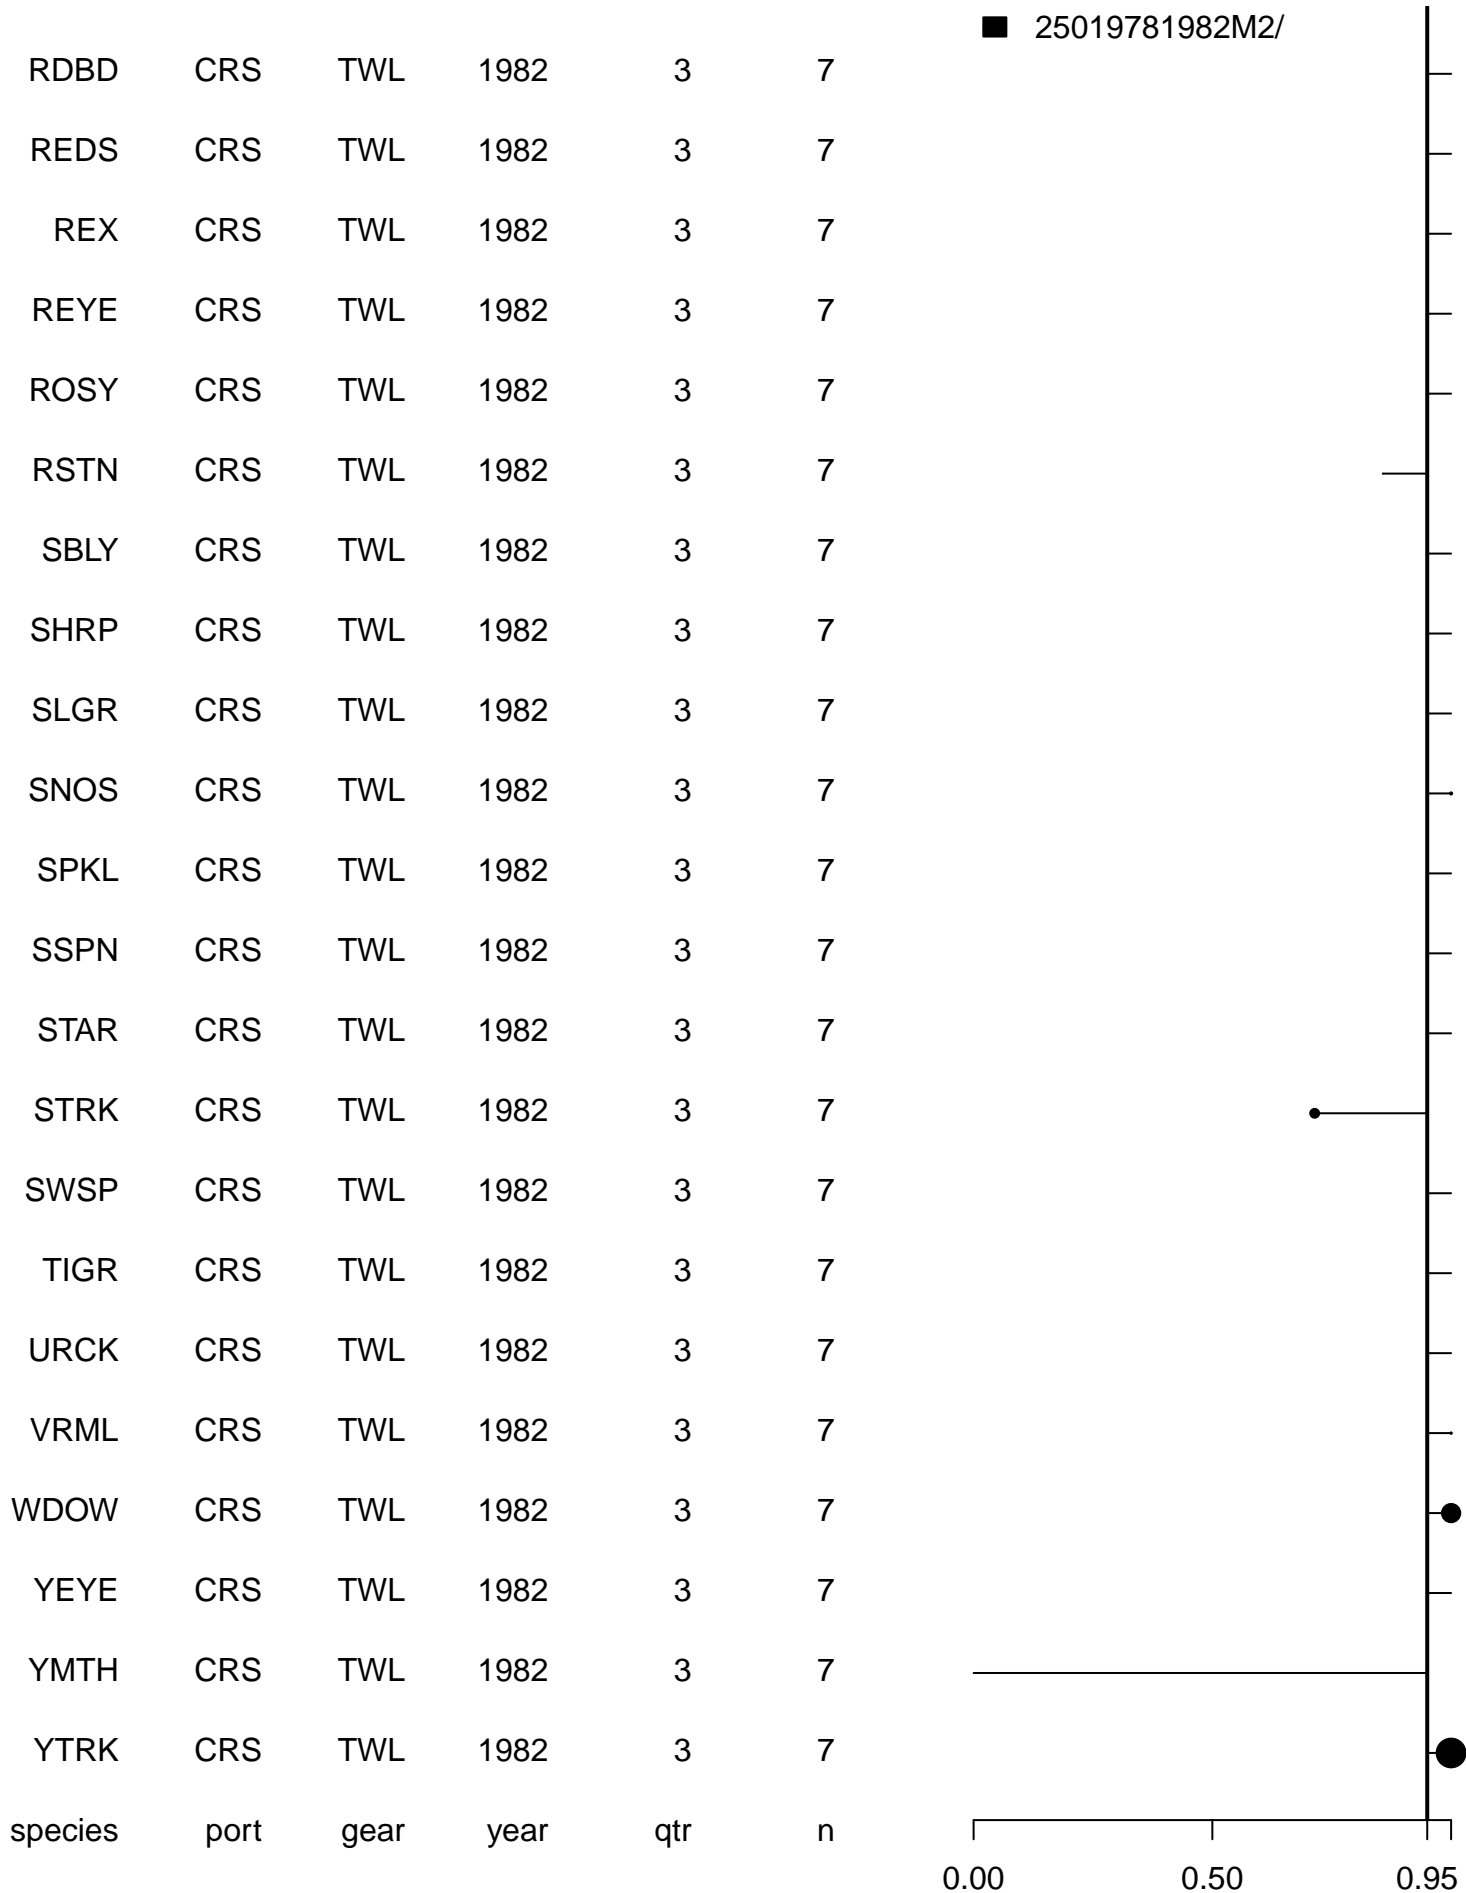 25019781982M2/
RDBD CRS TWL 1982 3 7
REDS CRS TWL 1982 3 7
REX CRS TWL 1982 3 7
REYE CRS TWL 1982 3 7
ROSY CRS TWL 1982 3 7
RSTN CRS TWL 1982 3 7
SBLY CRS TWL 1982 3 7
SHRP CRS TWL 1982 3 7
SLGR CRS TWL 1982 3 7
SNOS CRS TWL 1982 3 7
SPKL CRS TWL 1982 3 7
SSPN CRS TWL 1982 3 7
STAR CRS TWL 1982 3 7
STRK CRS TWL 1982 3 7
SWSP CRS TWL 1982 3 7
TIGR CRS TWL 1982 3 7
URCK CRS TWL 1982 3 7
VRML CRS TWL 1982 3 7
WDOW CRS TWL 1982 3 7
YEYE CRS TWL 1982 3 7
YMTH CRS TWL 1982 3 7
YTRK CRS TWL 1982 3 7
species port gear year qtr n
0.00 0.50 0.95